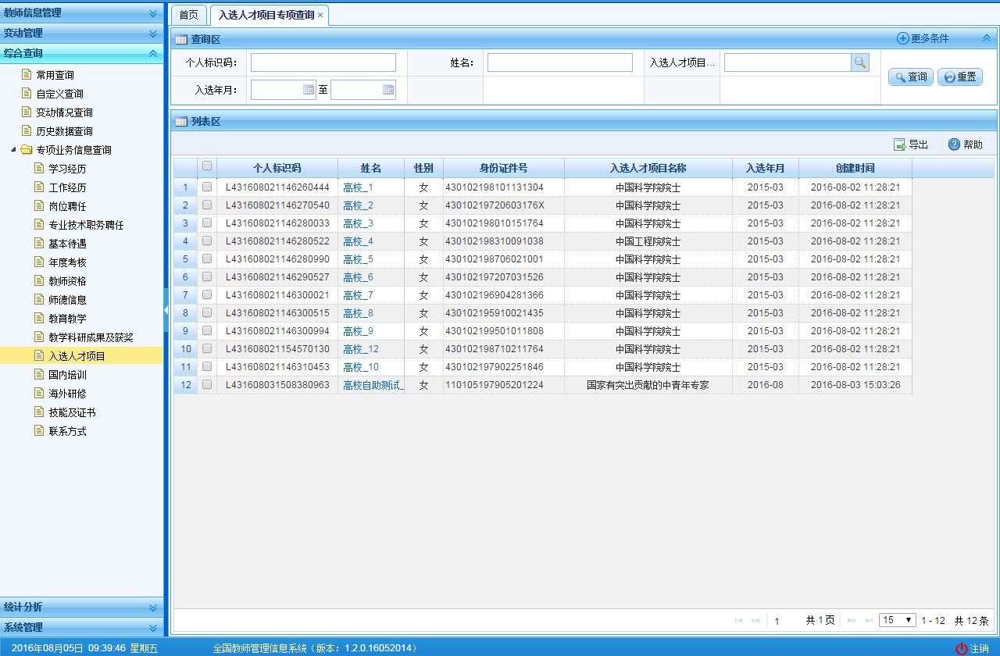 教师信息管理
变动管理
综合查询
常用查询
自定义查询
变动情况查询
历史数据查询
专项业务信息查询
学习经历
工作经历
岗位聘任
专业技术职务聘任
基本待遇
年度考核
教师资格
师德信息
教育教学
教学科研成果及获奖
入选人才项目
国内培训
海外研修
技能及证书
联系方式
统计分析
系统管理
首页 入选人才项目专项查询 ×
查询区 更多条件
个人标识码： 姓名： 入选人才项目... 查询 重置
入选年月： 至
列表区
导出 帮助
个人标识码 姓名 性别 身份证件号 入选人才项目名称 入选年月 创建时间
1 L431608021146260444 高校_1 女 430102198101131304 中国科学院院士 2015-03 2016-08-02 11:28:21
2 L431608021146270540 高校_2 女 43010219720603176X 中国科学院院士 2015-03 2016-08-02 11:28:21
3 L431608021146280033 高校_3 女 430102198010151764 中国科学院院士 2015-03 2016-08-02 11:28:21
4 L431608021146280522 高校_4 女 430102198310091038 中国工程院院士 2015-03 2016-08-02 11:28:21
5 L431608021146280990 高校_5 女 430102198706021001 中国科学院院士 2015-03 2016-08-02 11:28:21
6 L431608021146290527 高校_6 女 430102197207031526 中国科学院院士 2015-03 2016-08-02 11:28:21
7 L431608021146300021 高校_7 女 430102196904281366 中国科学院院士 2015-03 2016-08-02 11:28:21
8 L431608021146300515 高校_8 女 430102195910021435 中国科学院院士 2015-03 2016-08-02 11:28:21
9 L431608021146300994 高校_9 女 430102199501011808 中国科学院院士 2015-03 2016-08-02 11:28:21
10 L431608021154570130 高校_12 女 430102198710211764 中国科学院院士 2015-03 2016-08-02 11:28:21
11 L431608021146310453 高校_10 女 430102197902251846 中国科学院院士 2015-03 2016-08-02 11:28:21
12 L431608031508380963 高校自助测试_ 女 110105197905201224 国家有突出贡献的中青年专家 2016-08 2016-08-03 15:03:26
1 共 1 页 15 1 - 12 共 12 条
2016年08月05日 09:39:46 星期五 全国教师管理信息系统（版本：1.2.0.16052014） 注销